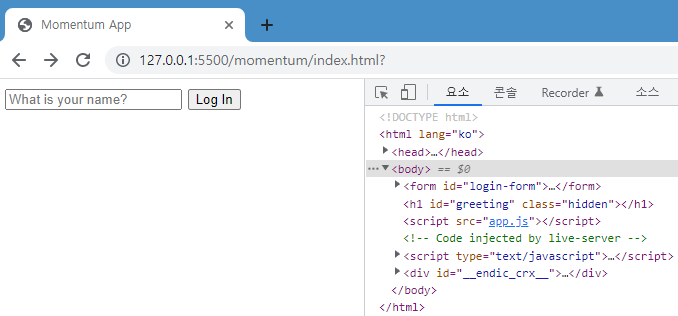 Momentum App
127.0.0.1:5500/momentum/index.html?
What is your name? Log In
요소 콘솔 Recorder 소스
<!DOCTYPE html>
<html lang="ko">
<head>…</head>
<body> == $0
<form id="login-form">…</form>
<h1 id="greeting" class="hidden"></h1>
<script src="app.js"></script>
<!-- Code injected by live-server -->
<script type="text/javascript">…</script>
<div id="__endic_crx__">…</div>
</body>
</html>